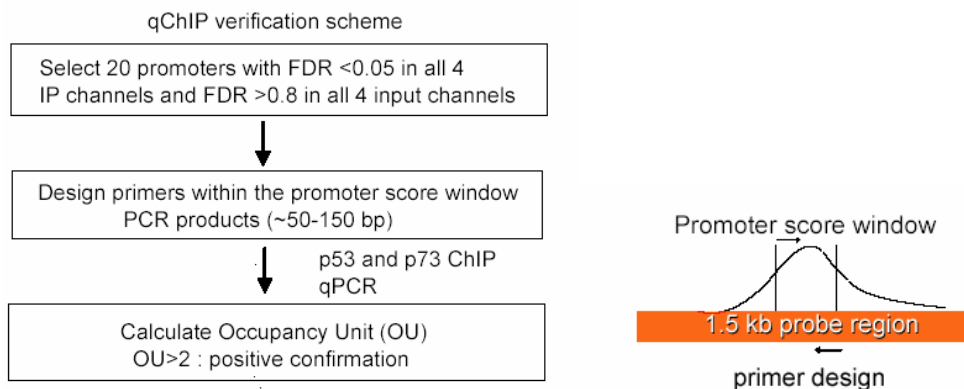 qChIP verification scheme
Select 20 promoters with FDR <0.05 in all 4
IP channels and FDR >0.8 in all 4 input channels
Design primers within the promoter score window
PCR products (~50-150 bp)
p53 and p73 ChIP
qPCR
Calculate Occupancy Unit (OU)
OU>2 : positive confirmation
Promoter score window
1.5 kb probe region
primer design